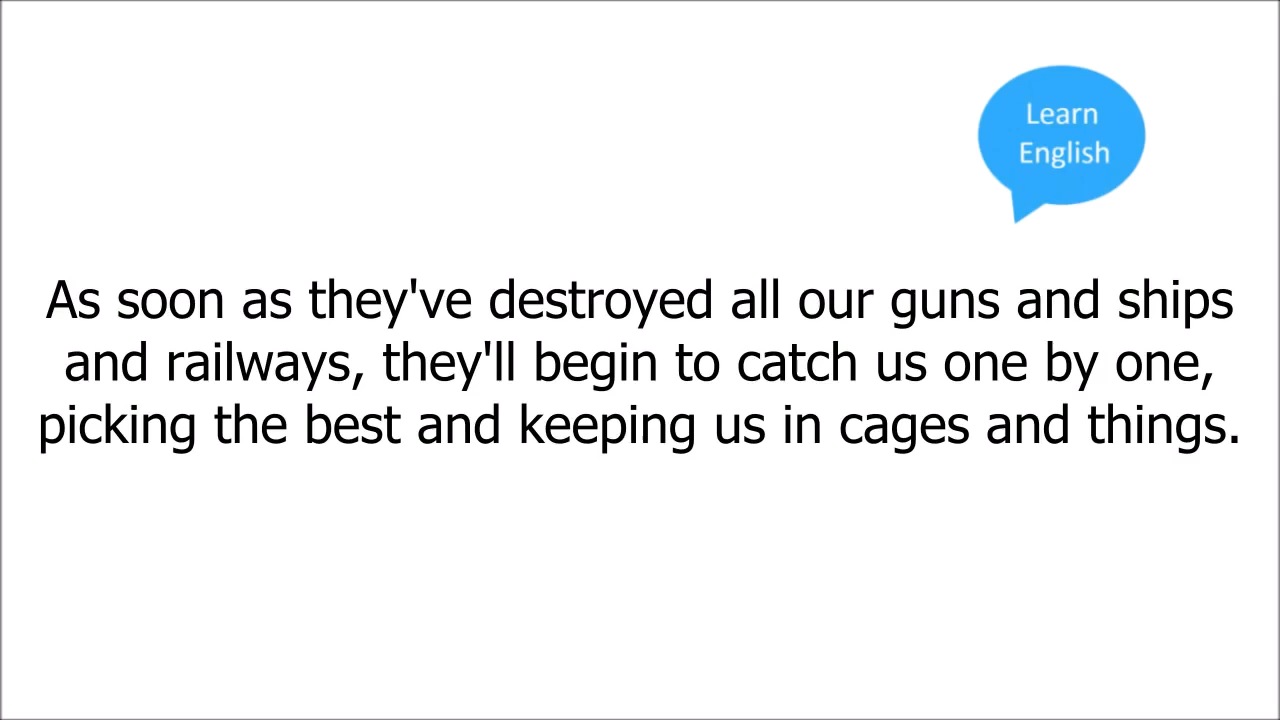 Learn
English
As soon as they've destroyed all our guns and ships
and railways, they'll begin to catch us one by one,
picking the best and keeping us in cages and things.